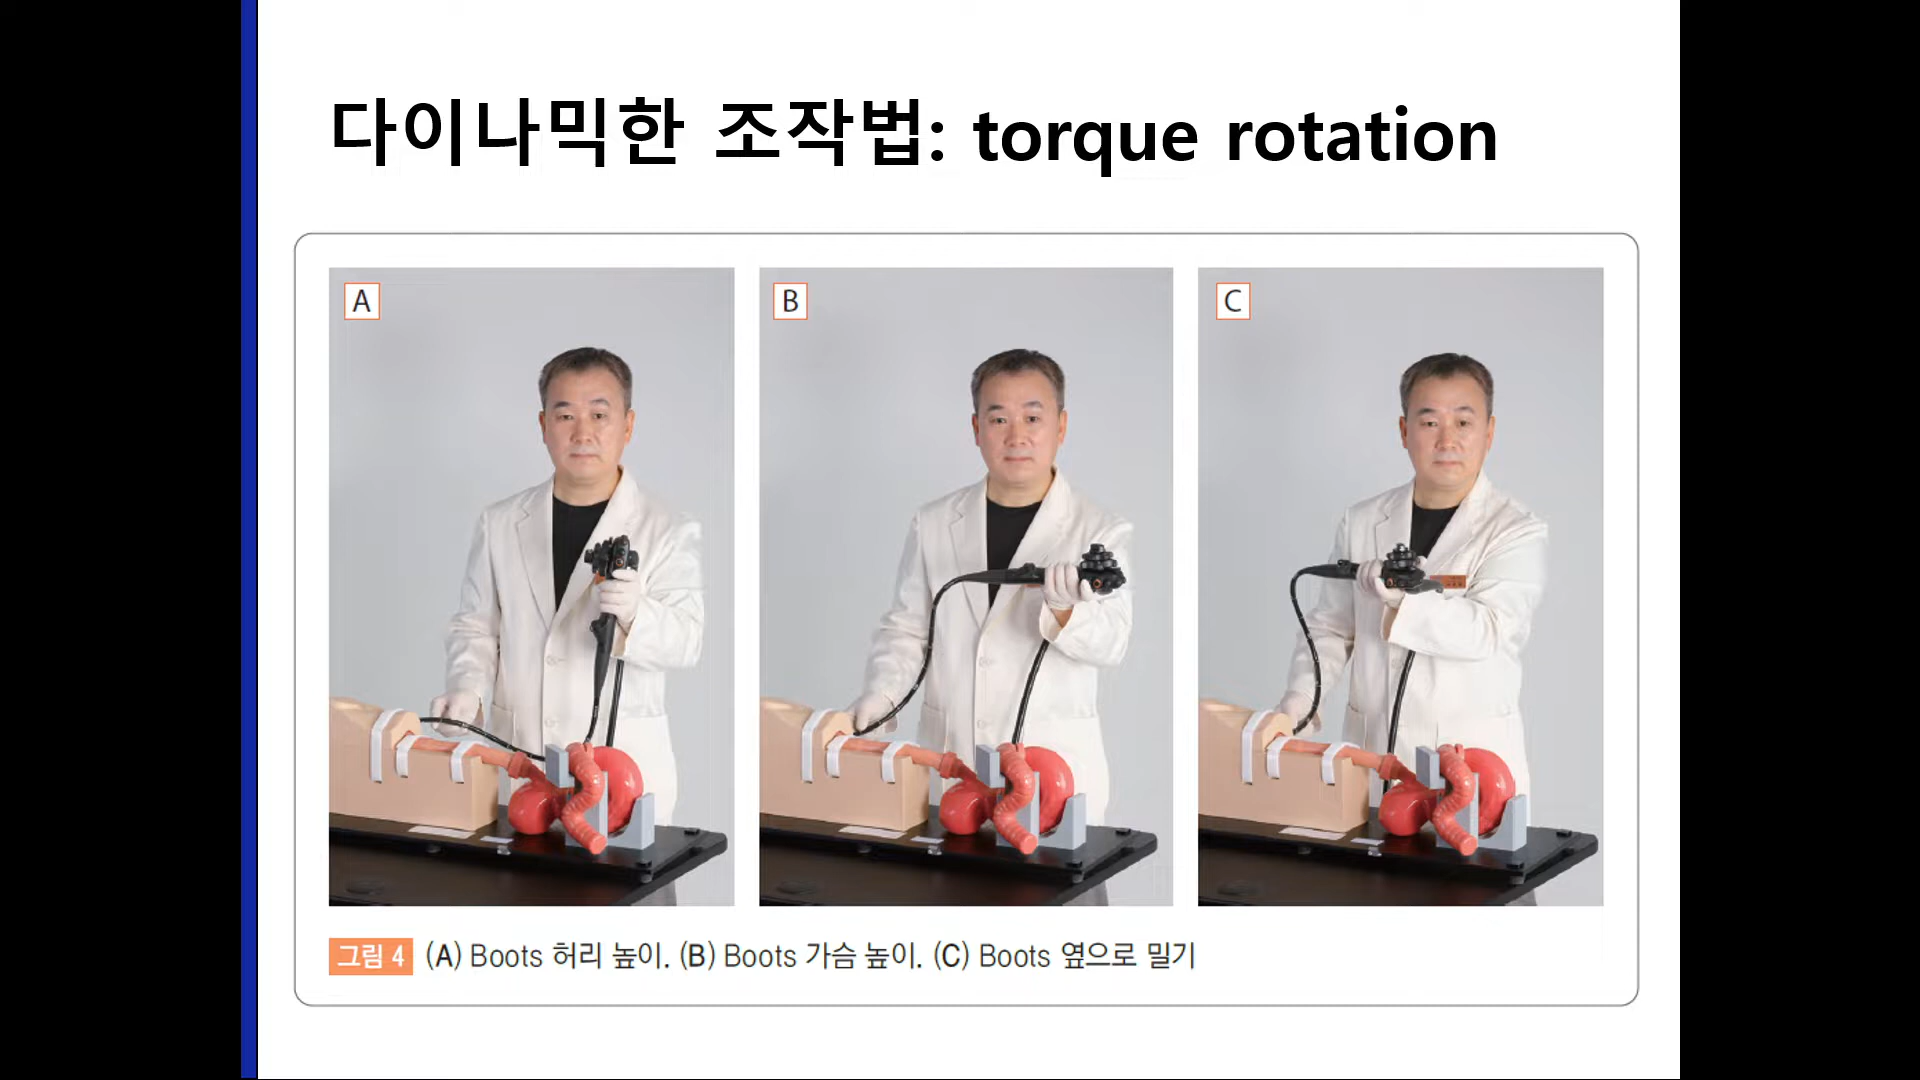 다이나믹한 조작법: torque rotation
A
B
C
그림 4 (A) Boots 허리 높이. (B) Boots 가슴 높이. (C) Boots 옆으로 밀기